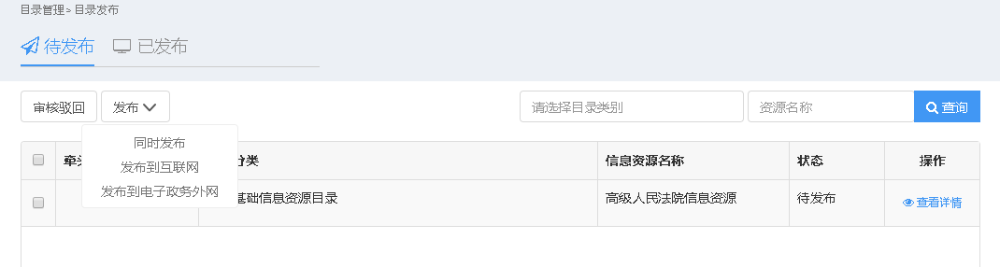 目录管理> 目录发布
待发布 已发布
审核驳回 发布 请选择目录类别 资源名称 查询
同时发布
发布到互联网
发布到电子政务外网
牵头 分类 信息资源名称 状态 操作
基础信息资源目录 高级人民法院信息资源 待发布 查看详情